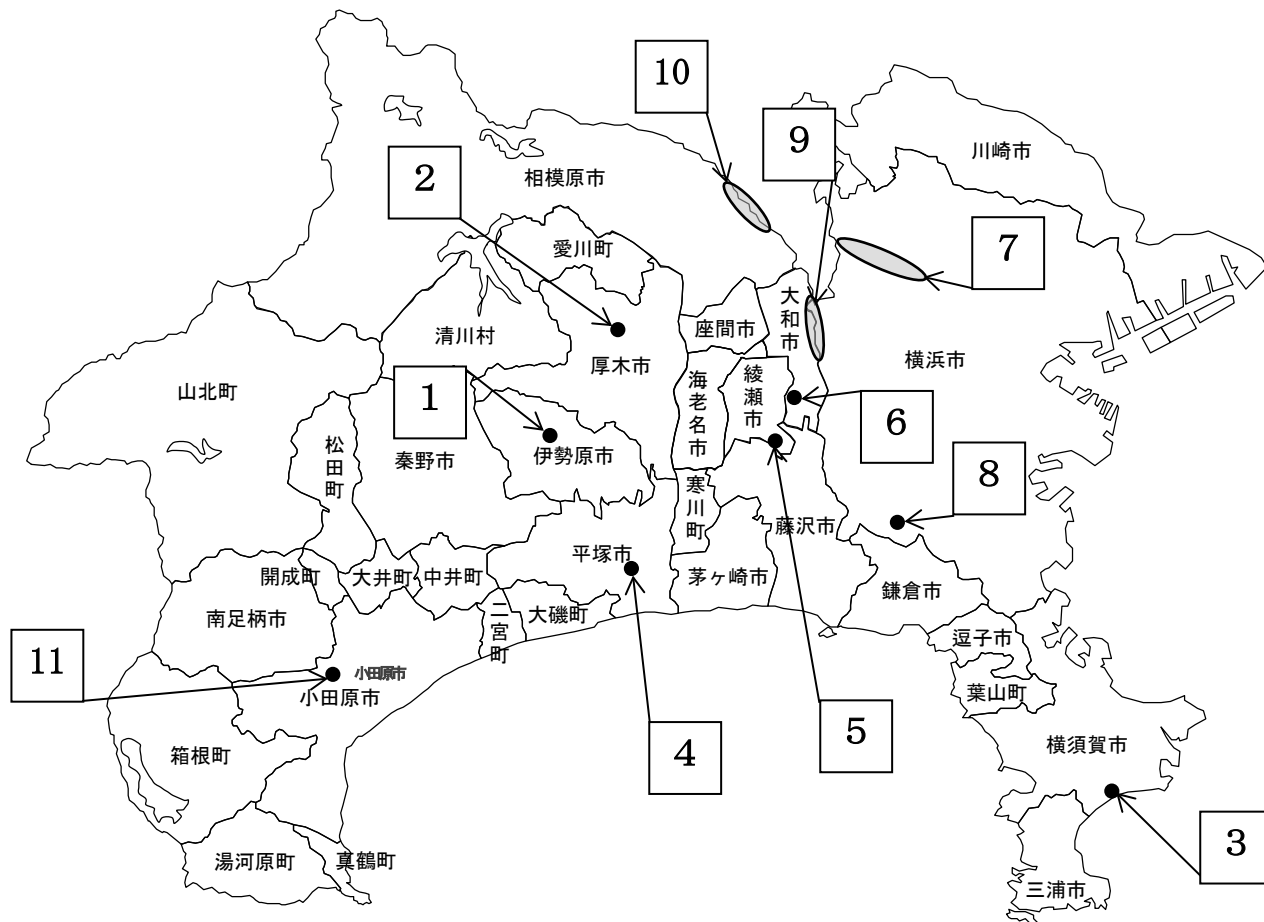 10
9
川崎市
2
相模原市
7
愛川町
大和市
座間市
清川村
横浜市
厚木市
山北町
1
海老名市
綾瀬市
6
松田町
秦野市
伊勢原市
8
寒川町
藤沢市
平塚市
開成町
大井町
中井町
茅ヶ崎市
鎌倉市
南足柄市
二宮町
大磯町
逗子市
11
小田原市
小田原市
葉山町
4
5
横須賀市
箱根町
3
湯河原町
真鶴町
三浦市